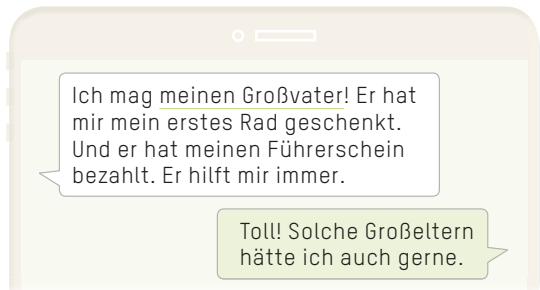 Ich mag meinen Großvater! Er hat
mir mein erstes Rad geschenkt.
Und er hat meinen Führerschein
bezahlt. Er hilft mir immer.
Toll! Solche Großeltern
hätte ich auch gerne.